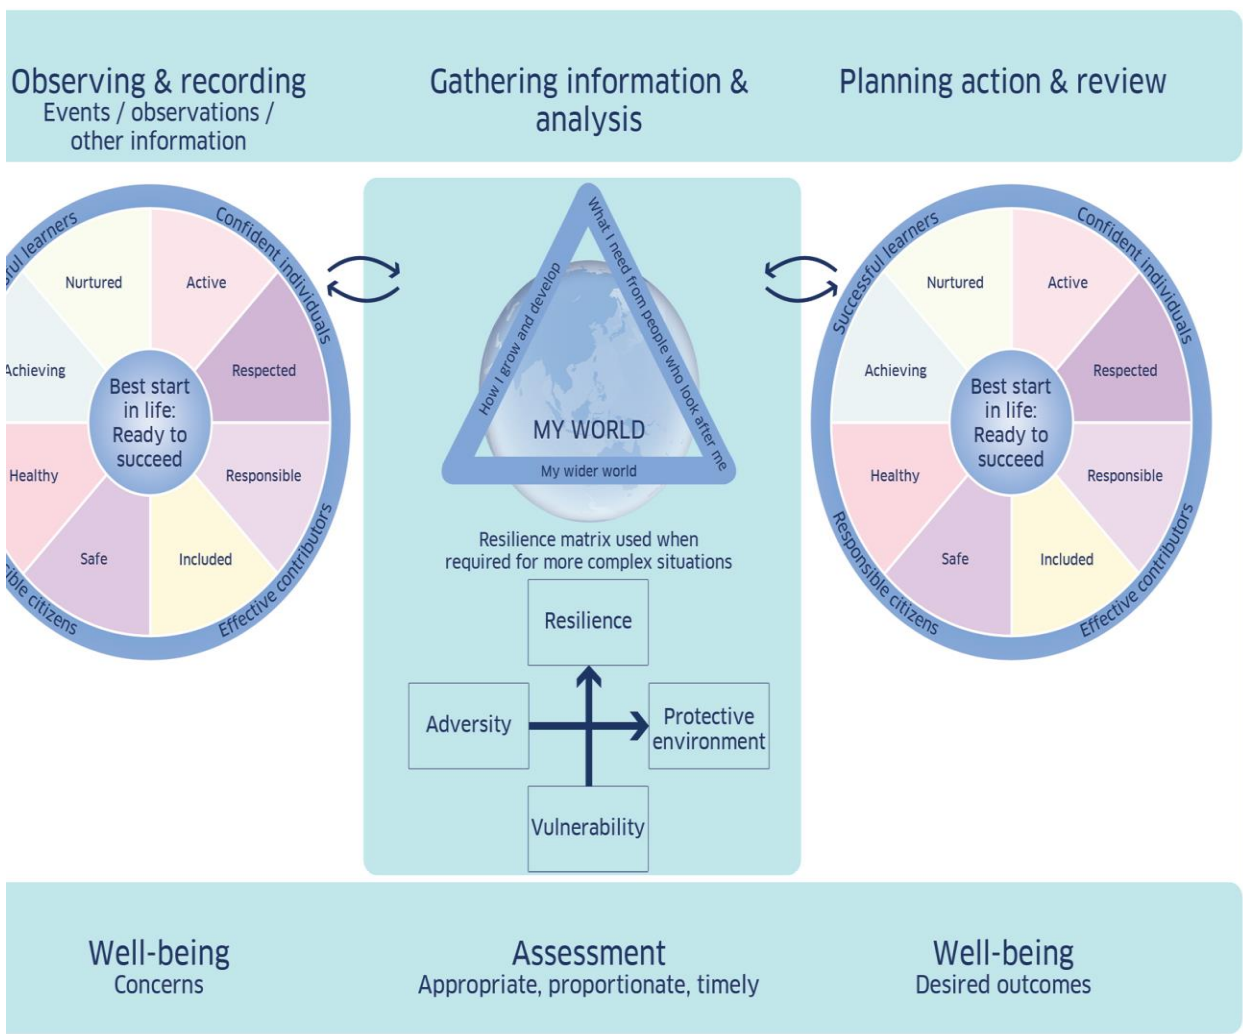 Observing & recording
Events / observations /
other information
Gathering information &
analysis
Planning action & review
ful learners
Confident individuals
Nurtured
Active
Achieving
Respected
Best start
in life:
Ready to
succeed
Healthy
Responsible
Safe
Included
ible citizens
Effective contributors
How I grow and develop
What I need from people who look after me
MY WORLD
My wider world
Resilience matrix used when
required for more complex situations
Resilience
Adversity
Protective
environment
Vulnerability
Successful learners
Confident individuals
Nurtured
Active
Achieving
Respected
Best start
in life:
Ready to
succeed
Healthy
Responsible
Safe
Included
Responsible citizens
Effective contributors
Well-being
Concerns
Assessment
Appropriate, proportionate, timely
Well-being
Desired outcomes